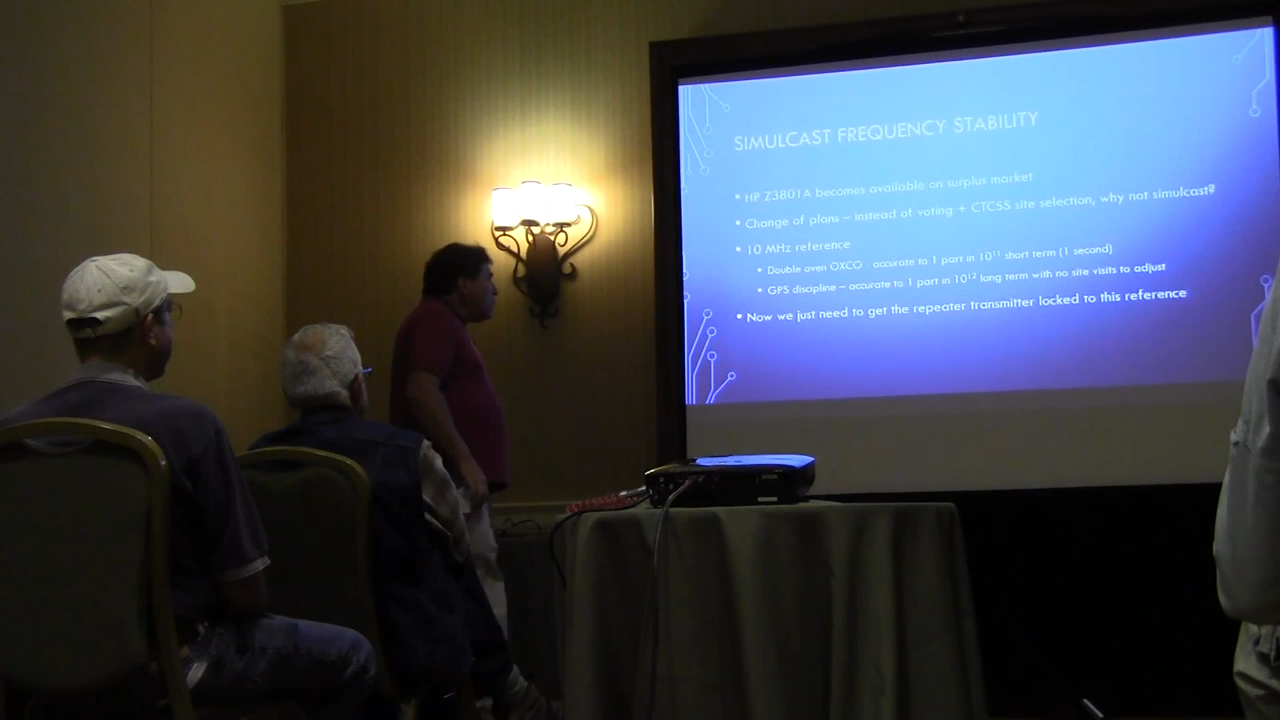 SIMULCAST FREQUENCY STABILITY
• HP Z3801A becomes available on surplus market
• Change of plans – instead of voting + CTCSS site selection, why not simulcast?
• 10 MHz reference
• Double oven OXCO - accurate to 1 part in 10¹¹ short term (1 second)
• GPS discipline – accurate to 1 part in 10¹² long term with no site visits to adjust
• Now we just need to get the repeater transmitter locked to this reference